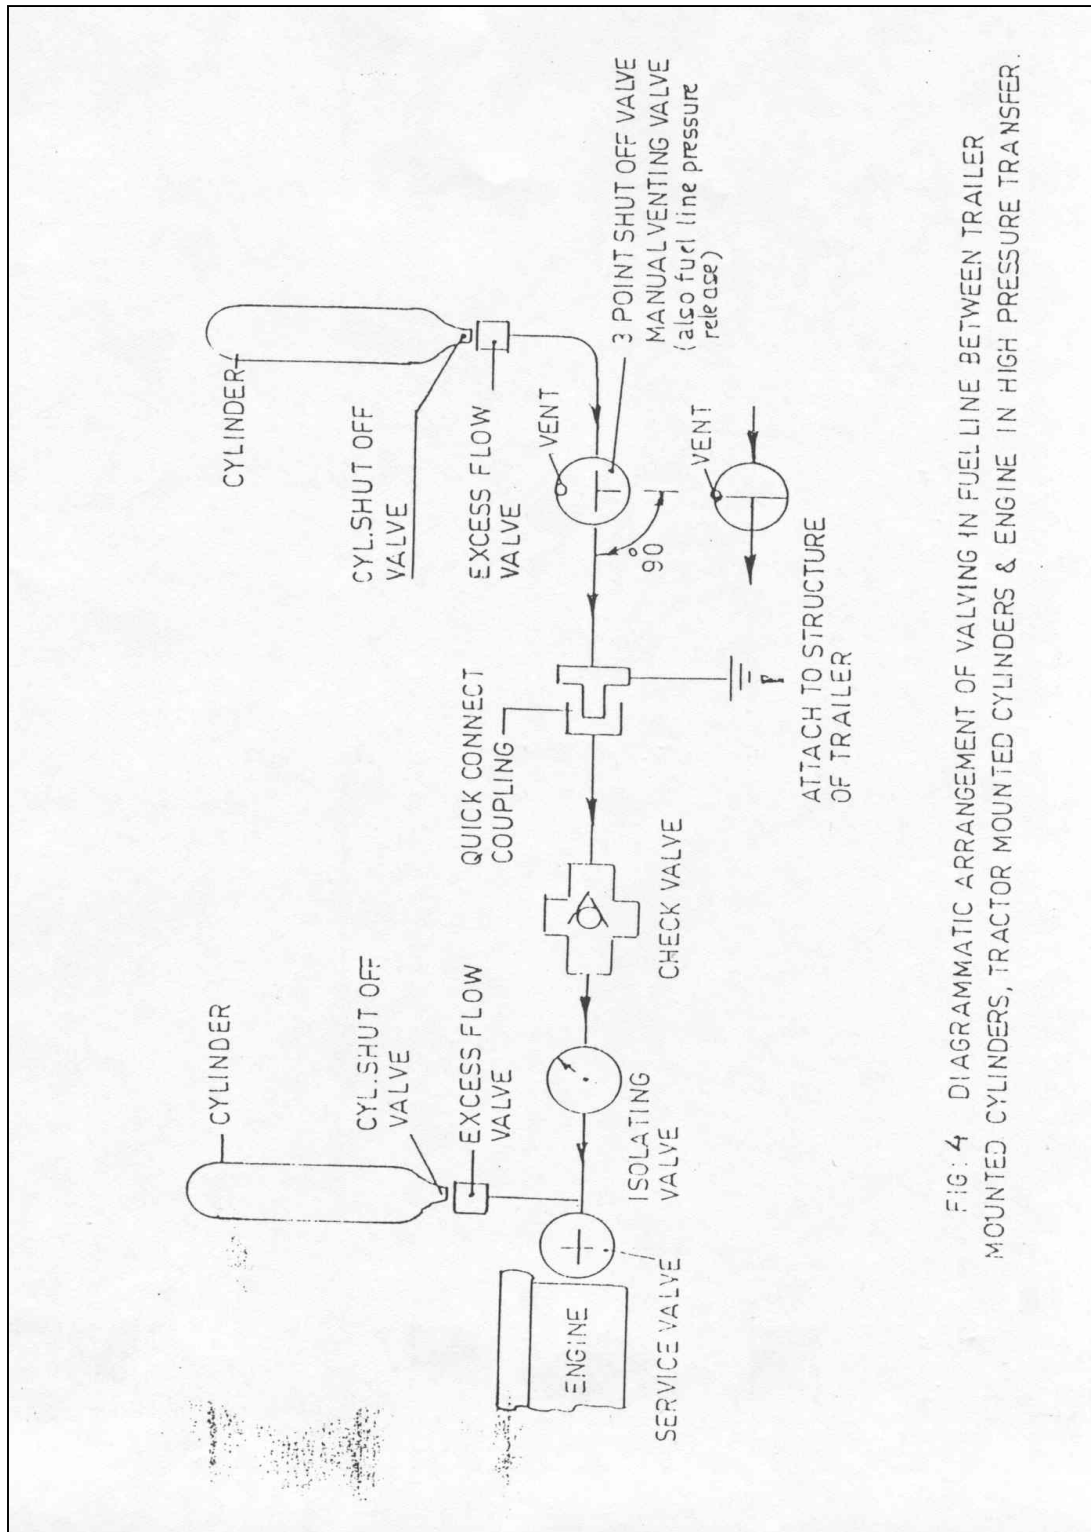 CYLINDER
CYL.SHUT OFF
VALVE
EXCESS FLOW
VALVE
VENT
3 POINT SHUT OFF VALVE
MANUAL VENTING VALVE
(also fuel line pressure
release)
90°
VENT
QUICK CONNECT
COUPLING
ATTACH TO STRUCTURE
OF TRAILER
CHECK VALVE
CYLINDER
CYL.SHUT OFF
VALVE
EXCESS FLOW
VALVE
ISOLATING
VALVE
ENGINE
SERVICE VALVE
FIG: 4 DIAGRAMMATIC ARRANGEMENT OF VALVING IN FUEL LINE BETWEEN TRAILER
MOUNTED CYLINDERS, TRACTOR MOUNTED CYLINDERS & ENGINE IN HIGH PRESSURE TRANSFER.